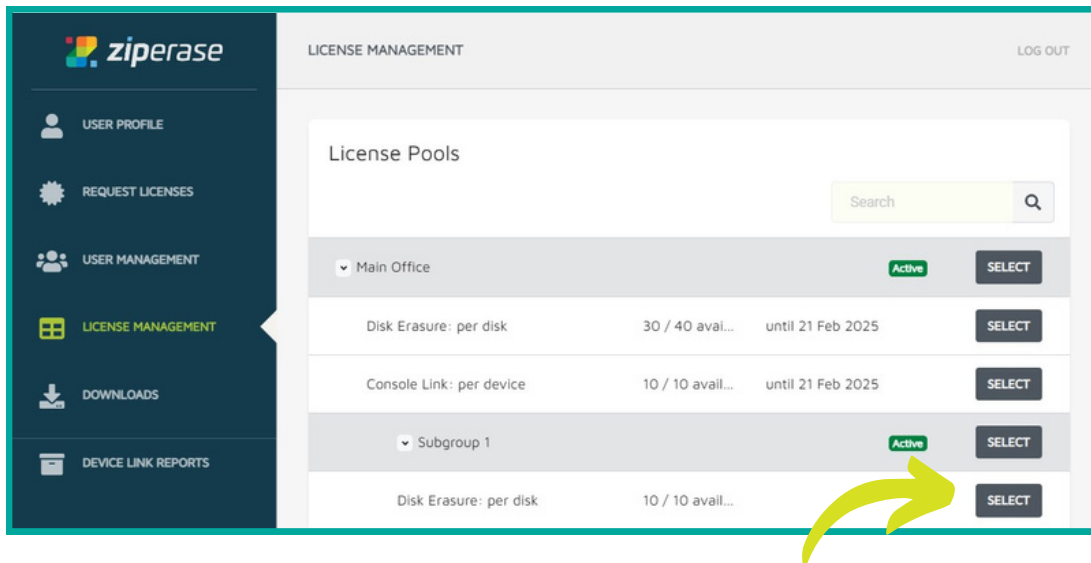 ziperase
LICENSE MANAGEMENT
LOG OUT
USER PROFILE
REQUEST LICENSES
USER MANAGEMENT
LICENSE MANAGEMENT
DOWNLOADS
DEVICE LINK REPORTS
License Pools
Search
Main Office Active SELECT
Disk Erasure: per disk 30 / 40 avai... until 21 Feb 2025 SELECT
Console Link: per device 10 / 10 avail... until 21 Feb 2025 SELECT
Subgroup 1 Active SELECT
Disk Erasure: per disk 10 / 10 avail... SELECT